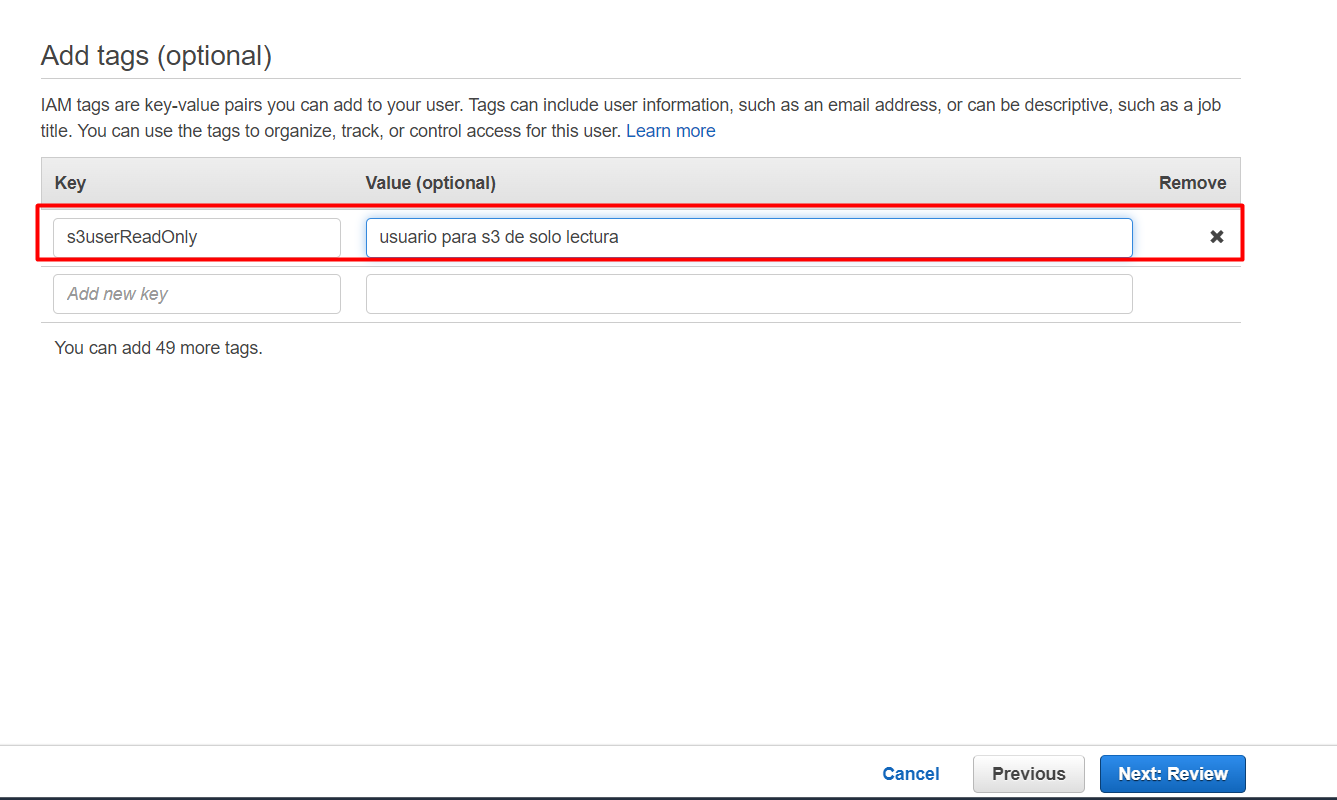 Add tags (optional)
IAM tags are key-value pairs you can add to your user. Tags can include user information, such as an email address, or can be descriptive, such as a job
title. You can use the tags to organize, track, or control access for this user. Learn more
Key Value (optional) Remove
s3userReadOnly usuario para s3 de solo lectura
Add new key
You can add 49 more tags.
Cancel Previous Next: Review